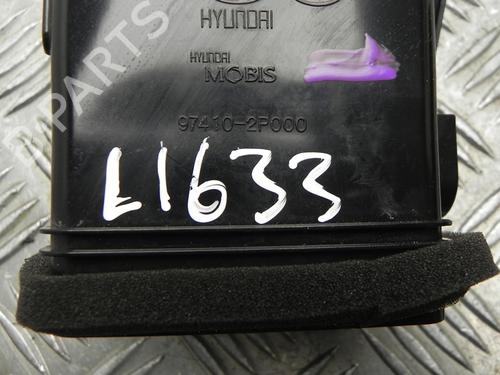 HYUNDAI
HYUNDAI
MOBIS
97410-2P000
L1633
PARTS